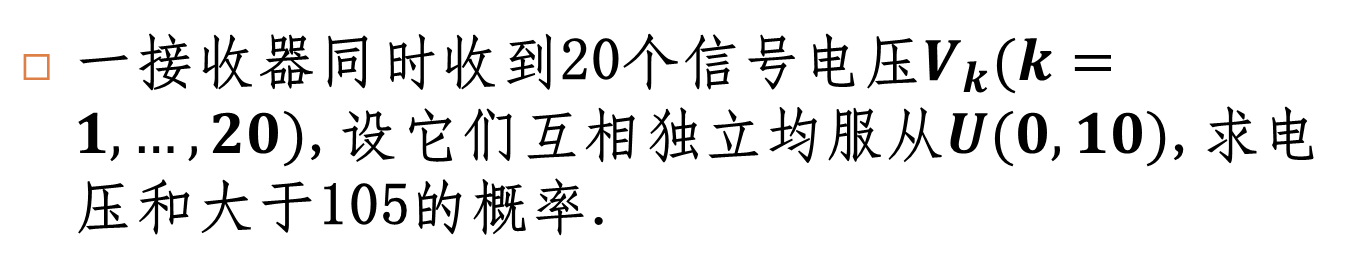 一接收器同时收到20个信号电压Vₖ(k =
1, … , 20), 设它们互相独立均服从U(0, 10), 求电
压和大于105的概率.